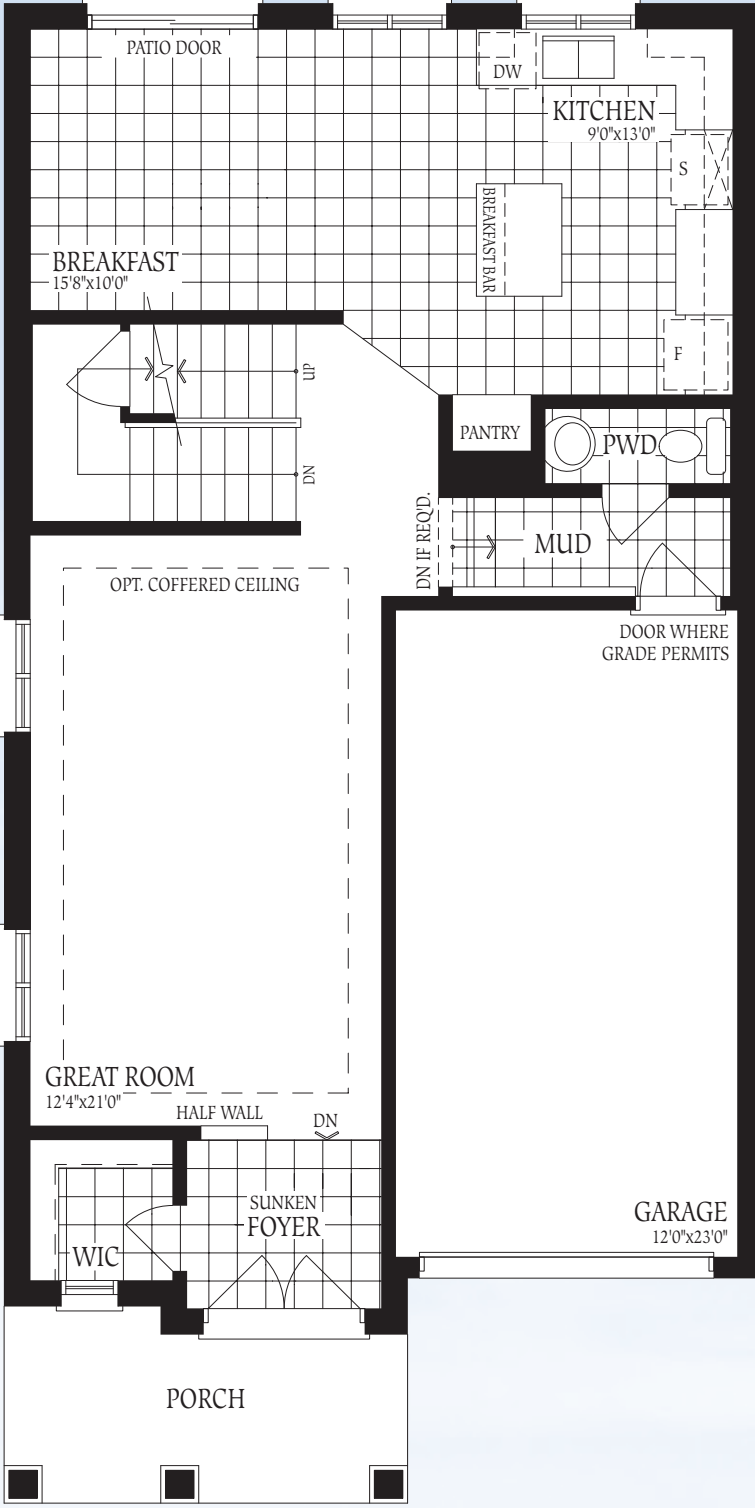 PATIO DOOR
DW
KITCHEN
9'0"x13'0"
S
BREAKFAST BAR
BREAKFAST
15'8"x10'0"
F
UP
PANTRY
PWD
DN
DN IF REQ'D.
MUD
OPT. COFFERED CEILING
DOOR WHERE
GRADE PERMITS
GREAT ROOM
12'4"x21'0"
HALF WALL
DN
SUNKEN
FOYER
GARAGE
12'0"x23'0"
WIC
PORCH